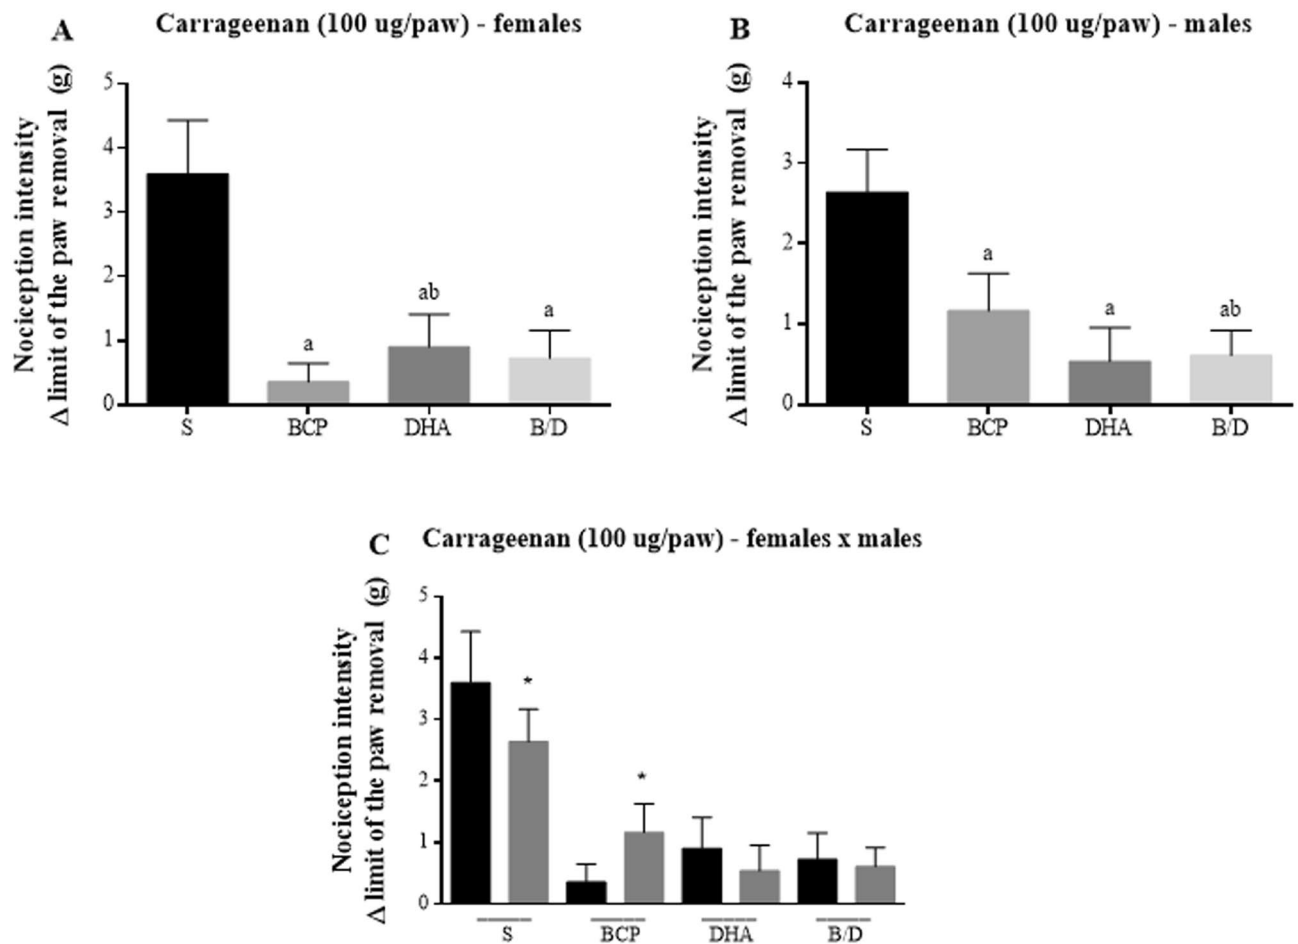 A
Carrageenan (100 ug/paw) - females
Nociception intensity
Δ limit of the paw removal (g)
5
4
3
2
1
0
a
ab
a
S BCP DHA B/D
B
Carrageenan (100 ug/paw) - males
Nociception intensity
Δ limit of the paw removal (g)
4
3
2
1
0
a
a
ab
S BCP DHA B/D
C
Carrageenan (100 ug/paw) - females x males
Nociception intensity
Δ limit of the paw removal (g)
5
4
3
2
1
0
*
*
S BCP DHA B/D